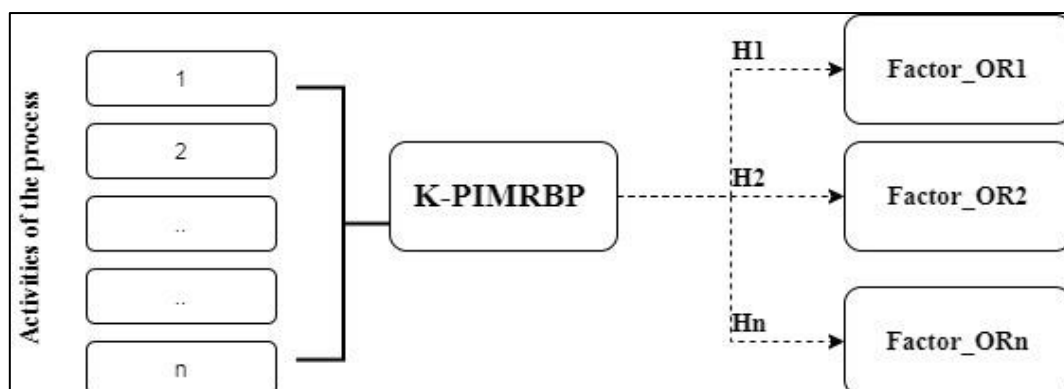 Activities of the process
1
2
..
..
n
K-PIMRBP
H1
H2
Hn
Factor_OR1
Factor_OR2
Factor_ORn